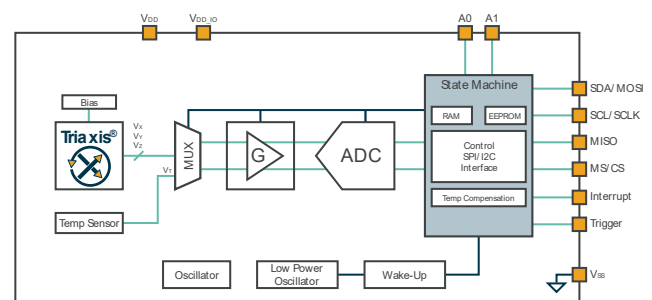 VDD
VDD_IO
A0
A1
State Machine
SDA/MOSI
Bias
RAM
EEPROM
SCL/SCLK
Triaxis®
VX
VY
VZ
MUX
G
ADC
Control
SPI/I2C
Interface
MISO
MS/CS
VT
Temp Compensation
Interrupt
Temp Sensor
Trigger
Oscillator
Low Power
Oscillator
Wake-Up
VSS